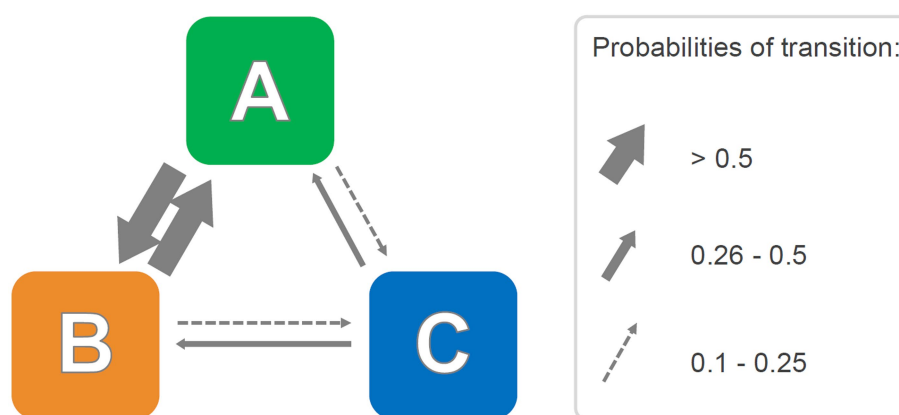 A
B
C
Probabilities of transition:
> 0.5
0.26 - 0.5
0.1 - 0.25